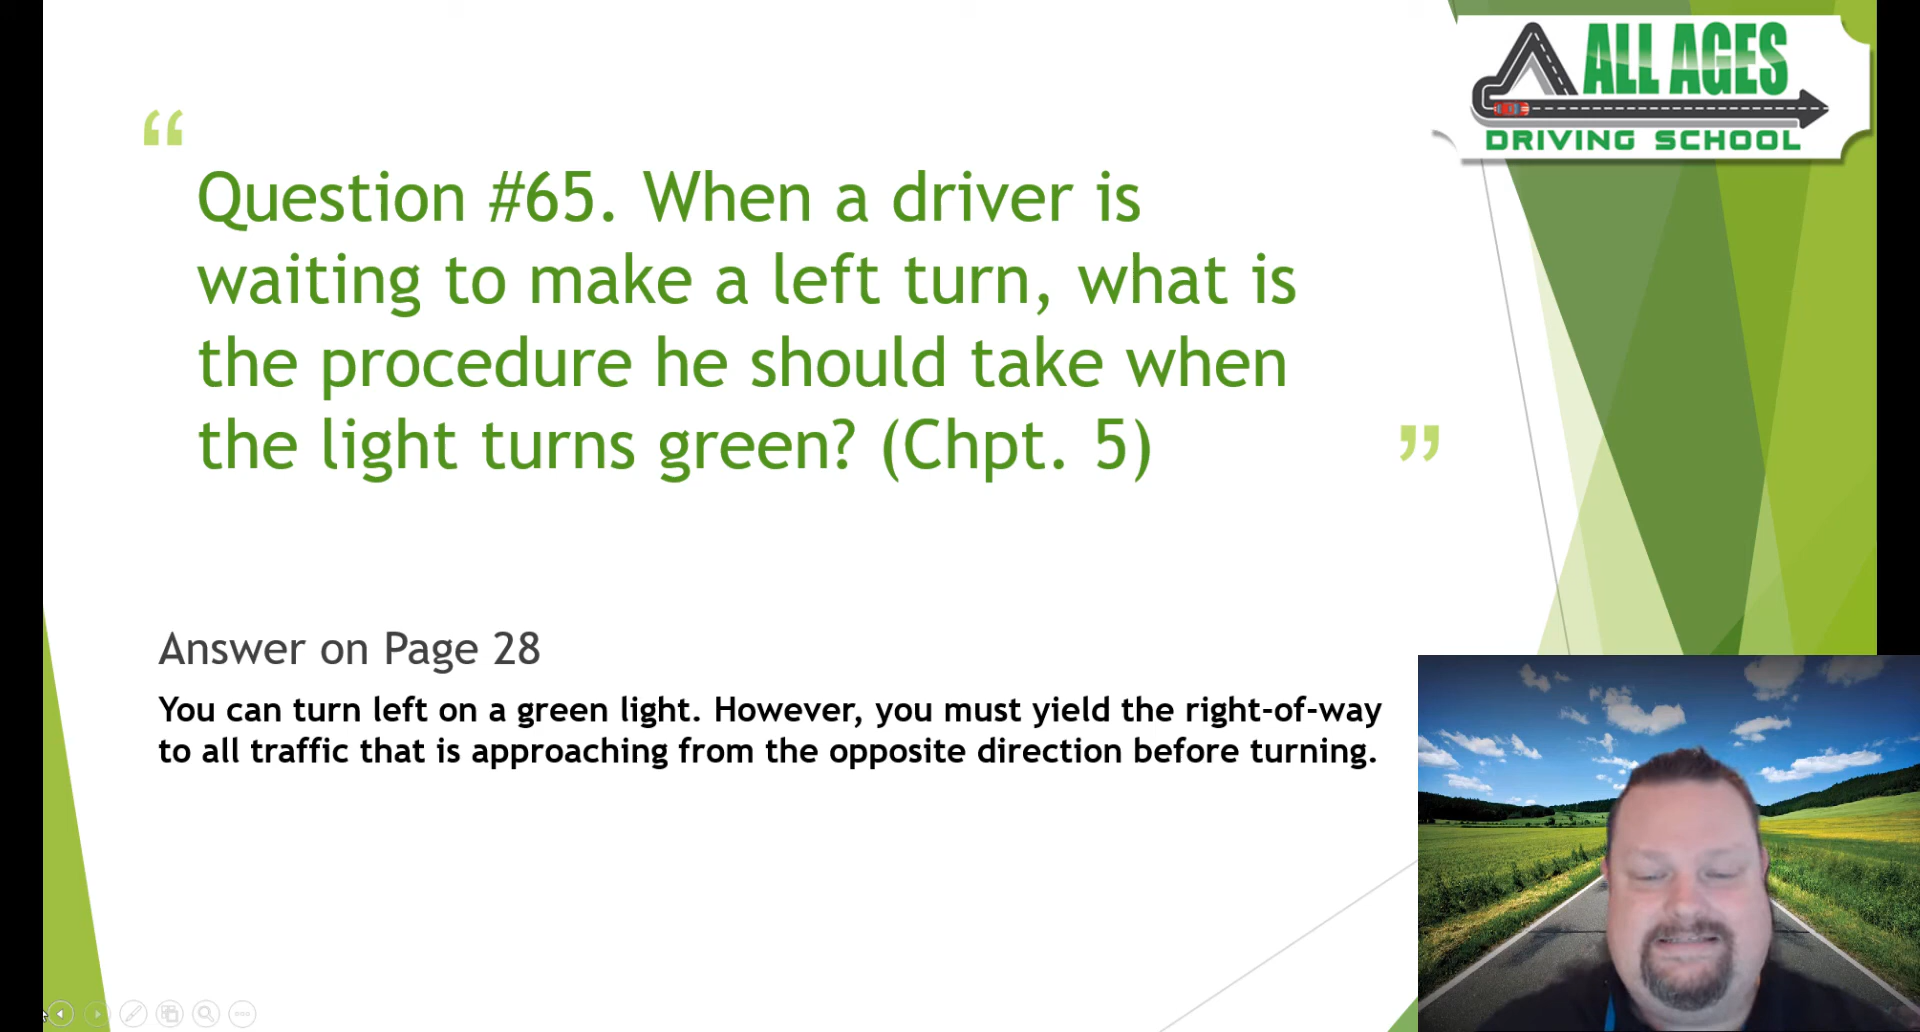 ALL AGES
DRIVING SCHOOL
“
Question #65. When a driver is
waiting to make a left turn, what is
the procedure he should take when
the light turns green? (Chpt. 5)
”
Answer on Page 28
You can turn left on a green light. However, you must yield the right-of-way
to all traffic that is approaching from the opposite direction before turning.